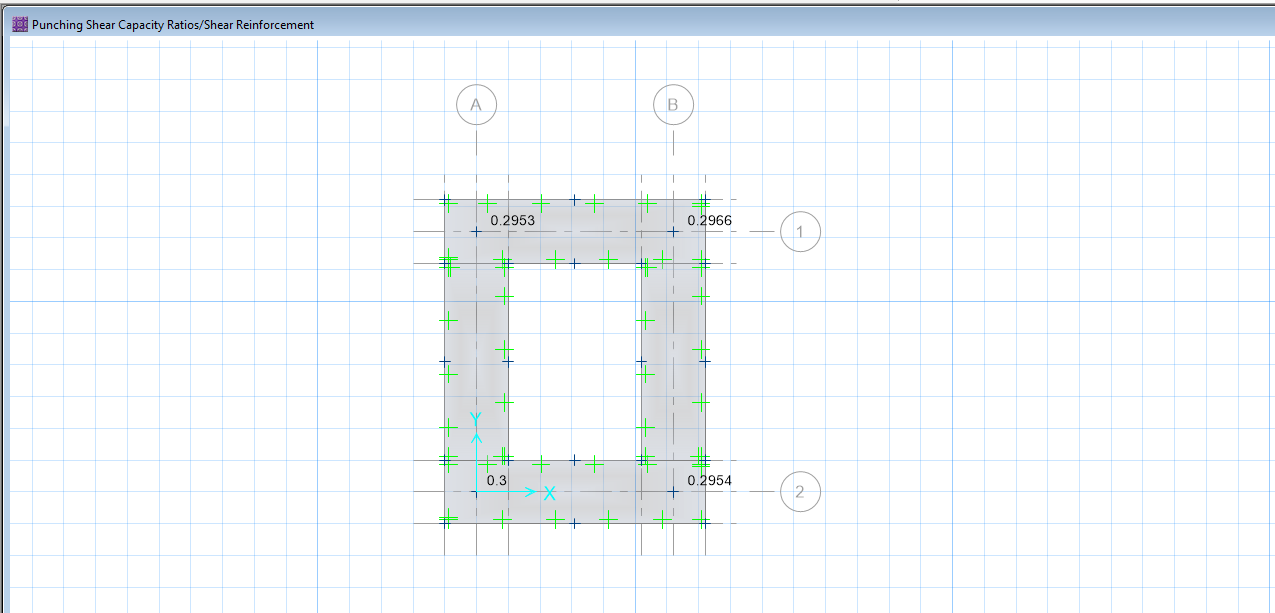 Punching Shear Capacity Ratios/Shear Reinforcement
A B
0.2953 0.2966
1
Y
0.3 0.2954
X
2